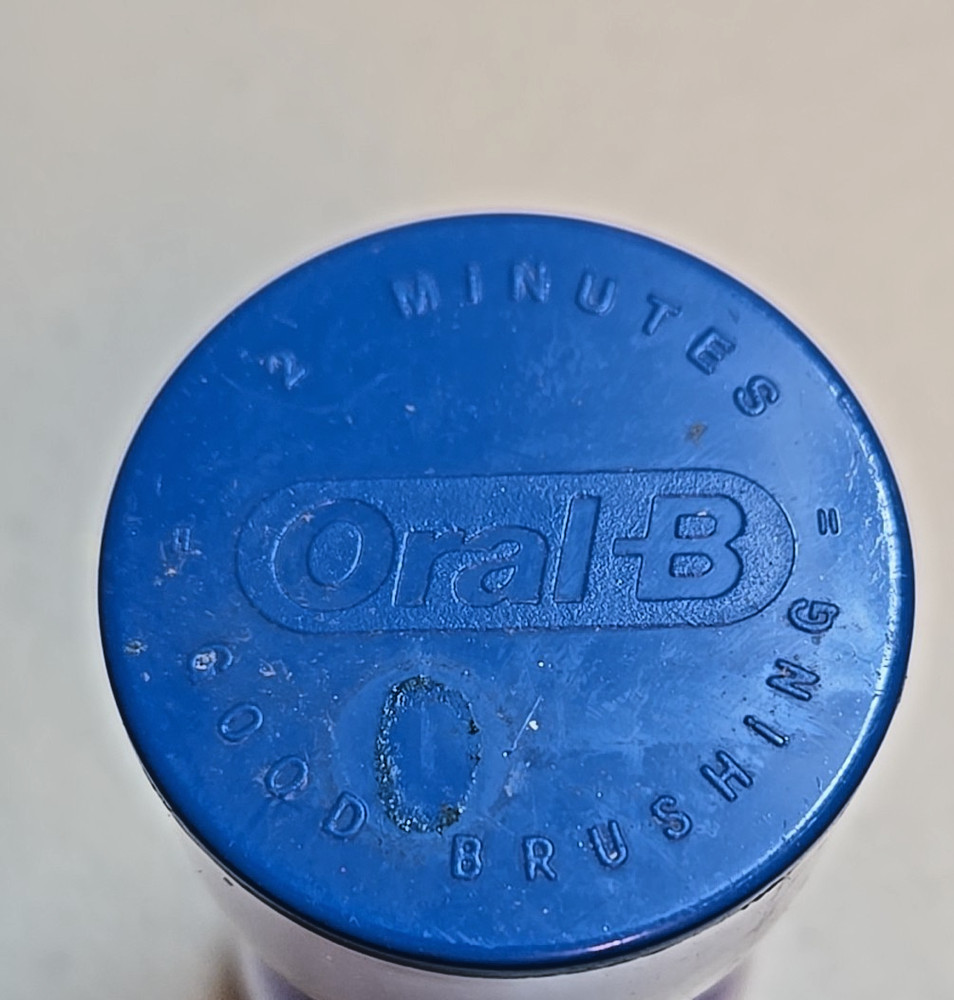 2 MINUTES
Oral-B
= GOOD BRUSHING =